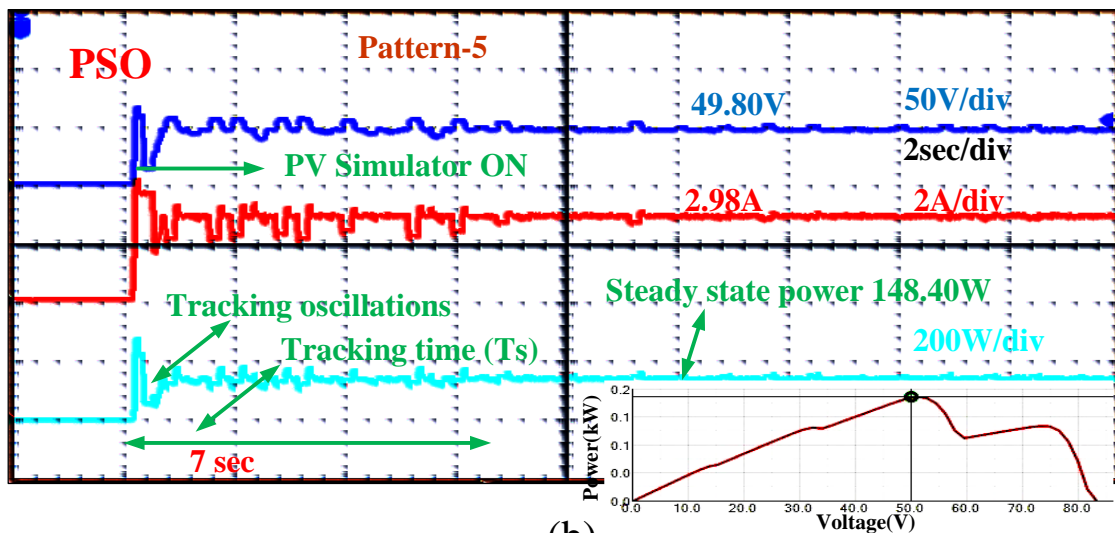 PSO
Pattern-5
49.80V
50V/div
2sec/div
PV Simulator ON
2.98A
2A/div
Tracking oscillations
Steady state power 148.40W
Tracking time (Ts)
200W/div
7 sec
Power(kW)
0.2
0.1
0.1
0.0
0.0
0.0
10.0
20.0
30.0
40.0
50.0
60.0
70.0
80.0
Voltage(V)